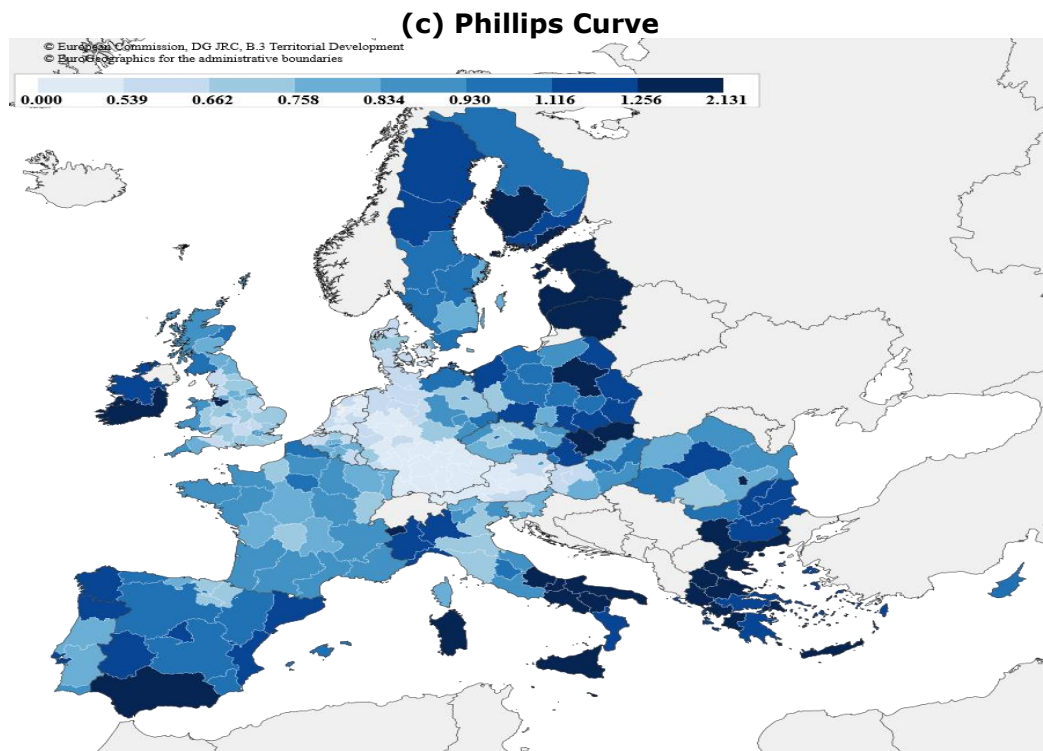 (c) Phillips Curve
© European Commission, DG JRC, B.3 Territorial Development
© EuroGeographics for the administrative boundaries
0.000 0.539 0.662 0.758 0.834 0.930 1.116 1.256 2.131